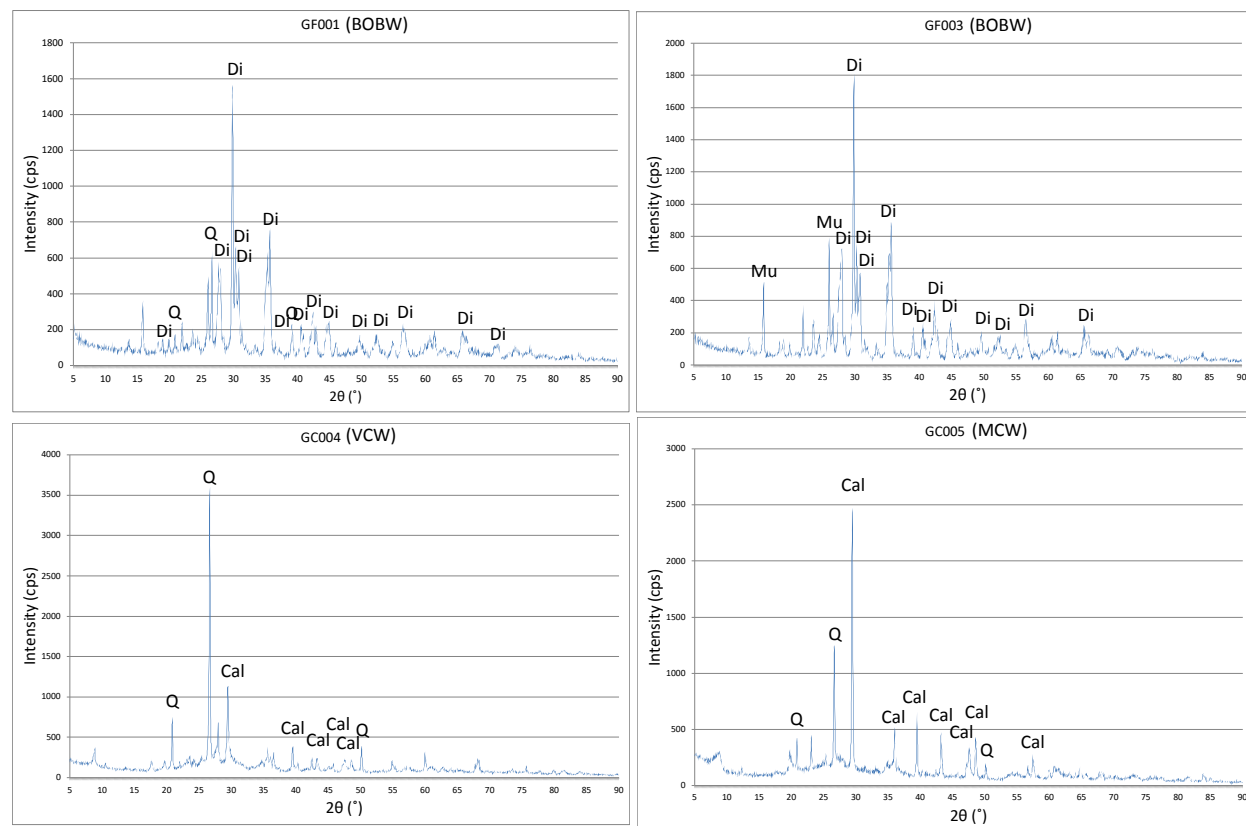 GF001 (BOBW)
Intensity (cps)
1800
1600
1400
1200
1000
800
600
400
200
0
Di
Q
Di
Di
Di
Di
Q
Di
Di
Q
Di
Di
Di
Di
Di
Di
Di
Di
5 10 15 20 25 30 35 40 45 50 55 60 65 70 75 80 85 90
2θ (˚)
GF003 (BOBW)
Intensity (cps)
2000
1800
1600
1400
1200
1000
800
600
400
200
0
Di
Mu
Mu
Di
Di
Di
Di
Di
Di
Di
Di
Di
Di
Di
Di
5 10 15 20 25 30 35 40 45 50 55 60 65 70 75 80 85 90
2θ (˚)
GC004 (VCW)
Intensity (cps)
4000
3500
3000
2500
2000
1500
1000
500
0
Q
Q
Cal
Cal
Cal
Cal
Cal
Q
5 10 15 20 25 30 35 40 45 50 55 60 65 70 75 80 85 90
2θ (˚)
GC005 (MCW)
Intensity (cps)
3000
2500
2000
1500
1000
500
0
Cal
Q
Q
Cal
Cal
Cal
Cal
Cal
Q
Cal
5 10 15 20 25 30 35 40 45 50 55 60 65 70 75 80 85 90
2θ (˚)